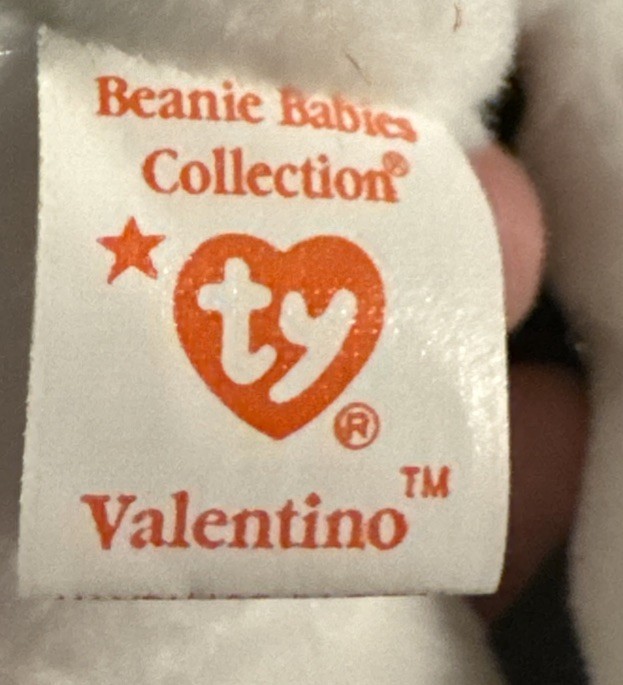 Beanie Babies
Collection®
★ ty ®
Valentino™